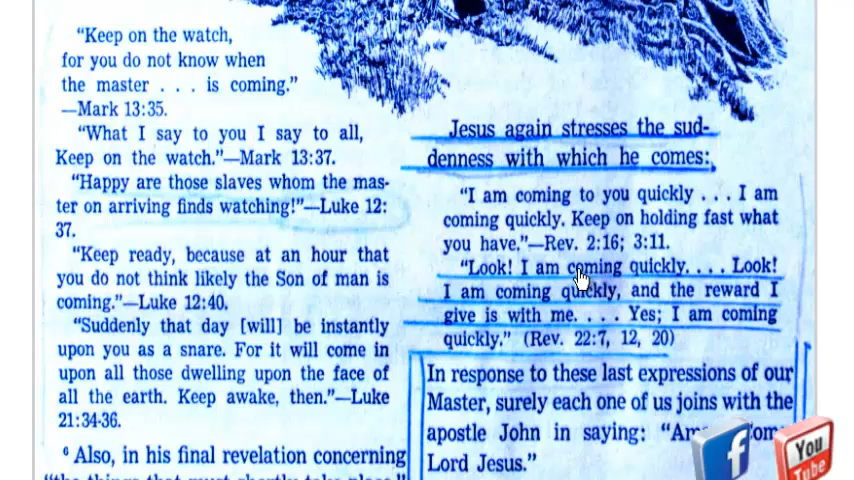 “Keep on the watch,
for you do not know when
the master . . . is coming.”
—Mark 13:35.
“What I say to you I say to all,
Keep on the watch.”—Mark 13:37.
“Happy are those slaves whom the mas-
ter on arriving finds watching!”—Luke 12:
37.
“Keep ready, because at an hour that
you do not think likely the Son of man is
coming.”—Luke 12:40.
“Suddenly that day [will] be instantly
upon you as a snare. For it will come in
upon all those dwelling upon the face of
all the earth. Keep awake, then.”—Luke
21:34-36.
⁶ Also, in his final revelation concerning
“the things that must shortly take place,”
Jesus again stresses the sud-
denness with which he comes:
“I am coming to you quickly . . . I am
coming quickly. Keep on holding fast what
you have.”—Rev. 2:16; 3:11.
“Look! I am coming quickly. . . . Look!
I am coming quickly, and the reward I
give is with me. . . . Yes; I am coming
quickly.” (Rev. 22:7, 12, 20)
In response to these last expressions of our
Master, surely each one of us joins with the
apostle John in saying:
Lord Jesus.”
f
You
Tube